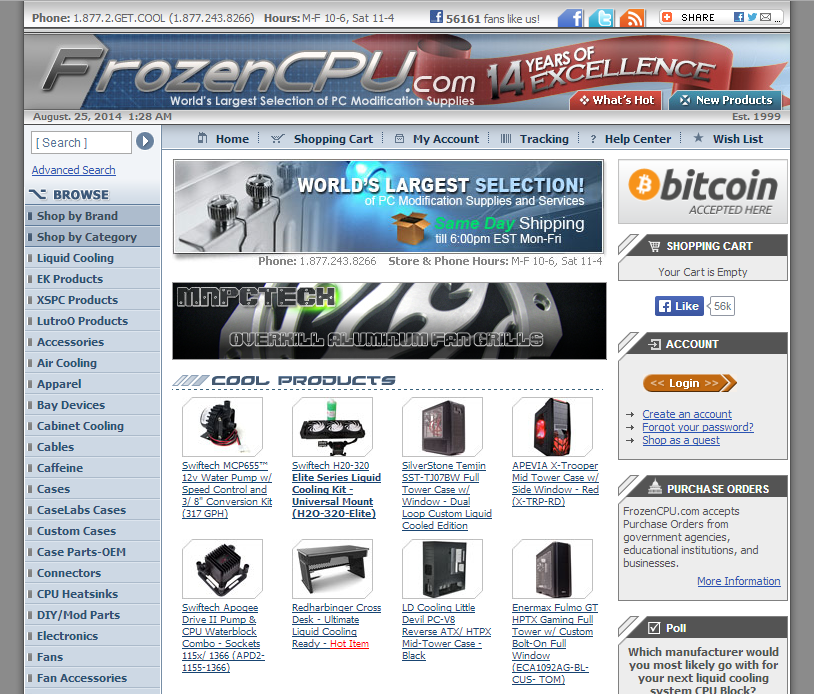 Phone: 1.877.2.GET.COOL (1.877.243.8266) Hours: M-F 10-6, Sat 11-4
56161 fans like us!
SHARE
FrozenCPU.com
World's Largest Selection of PC Modification Supplies
14 YEARS OF EXCELLENCE
What's Hot
New Products
August. 25, 2014 1:28 AM
Est. 1999
[ Search ]
Advanced Search
BROWSE
Shop by Brand
Shop by Category
Liquid Cooling
EK Products
XSPC Products
LutroO Products
Accessories
Air Cooling
Apparel
Bay Devices
Cabinet Cooling
Cables
Caffeine
Cases
CaseLabs Cases
Custom Cases
Case Parts-OEM
Connectors
CPU Heatsinks
DIY/Mod Parts
Electronics
Fans
Fan Accessories
Home
Shopping Cart
My Account
Tracking
? Help Center
Wish List
WORLD'S LARGEST SELECTION!
of PC Modification Supplies and Services
Same Day Shipping
till 6:00pm EST Mon-Fri
Phone: 1.877.243.8266 Store & Phone Hours: M-F 10-6, Sat 11-4
MNPCTECH
OVERKILL ALUMINUM FAN GRILLS
COOL PRODUCTS
Swiftech MCP655™
12v Water Pump w/
Speed Control and
3/8" Conversion Kit
(317 GPH)
Swiftech H20-320
Elite Series Liquid
Cooling Kit -
Universal Mount
(H2O-320-Elite)
SilverStone Temjin
SST-TJ07BW Full
Tower Case w/
Window - Dual
Loop Custom Liquid
Cooled Edition
APEVIA X-Trooper
Mid Tower Case w/
Side Window - Red
(X-TRP-RD)
Swiftech Apogee
Drive II Pump &
CPU Waterblock
Combo - Sockets
115x/ 1366 (APD2-
1155-1366)
Redharbinger Cross
Desk - Ultimate
Liquid Cooling
Ready - Hot Item
LD Cooling Little
Devil PC-V8
Reverse ATX/ HTPX
Mid-Tower Case -
Black
Enermax Fulmo GT
HPTX Gaming Full
Tower w/ Custom
Bolt-On Full
Window
(ECA1092AG-BL-
CUS- TOM)
bitcoin
ACCEPTED HERE
SHOPPING CART
Your Cart is Empty
Like
56k
ACCOUNT
<< Login >>
Create an account
Forgot your password?
Shop as a guest
PURCHASE ORDERS
FrozenCPU.com accepts
Purchase Orders from
government agencies,
educational institutions, and
businesses.
More Information
Poll
Which manufacturer would
you most likely go with for
your next liquid cooling
system CPU Block?